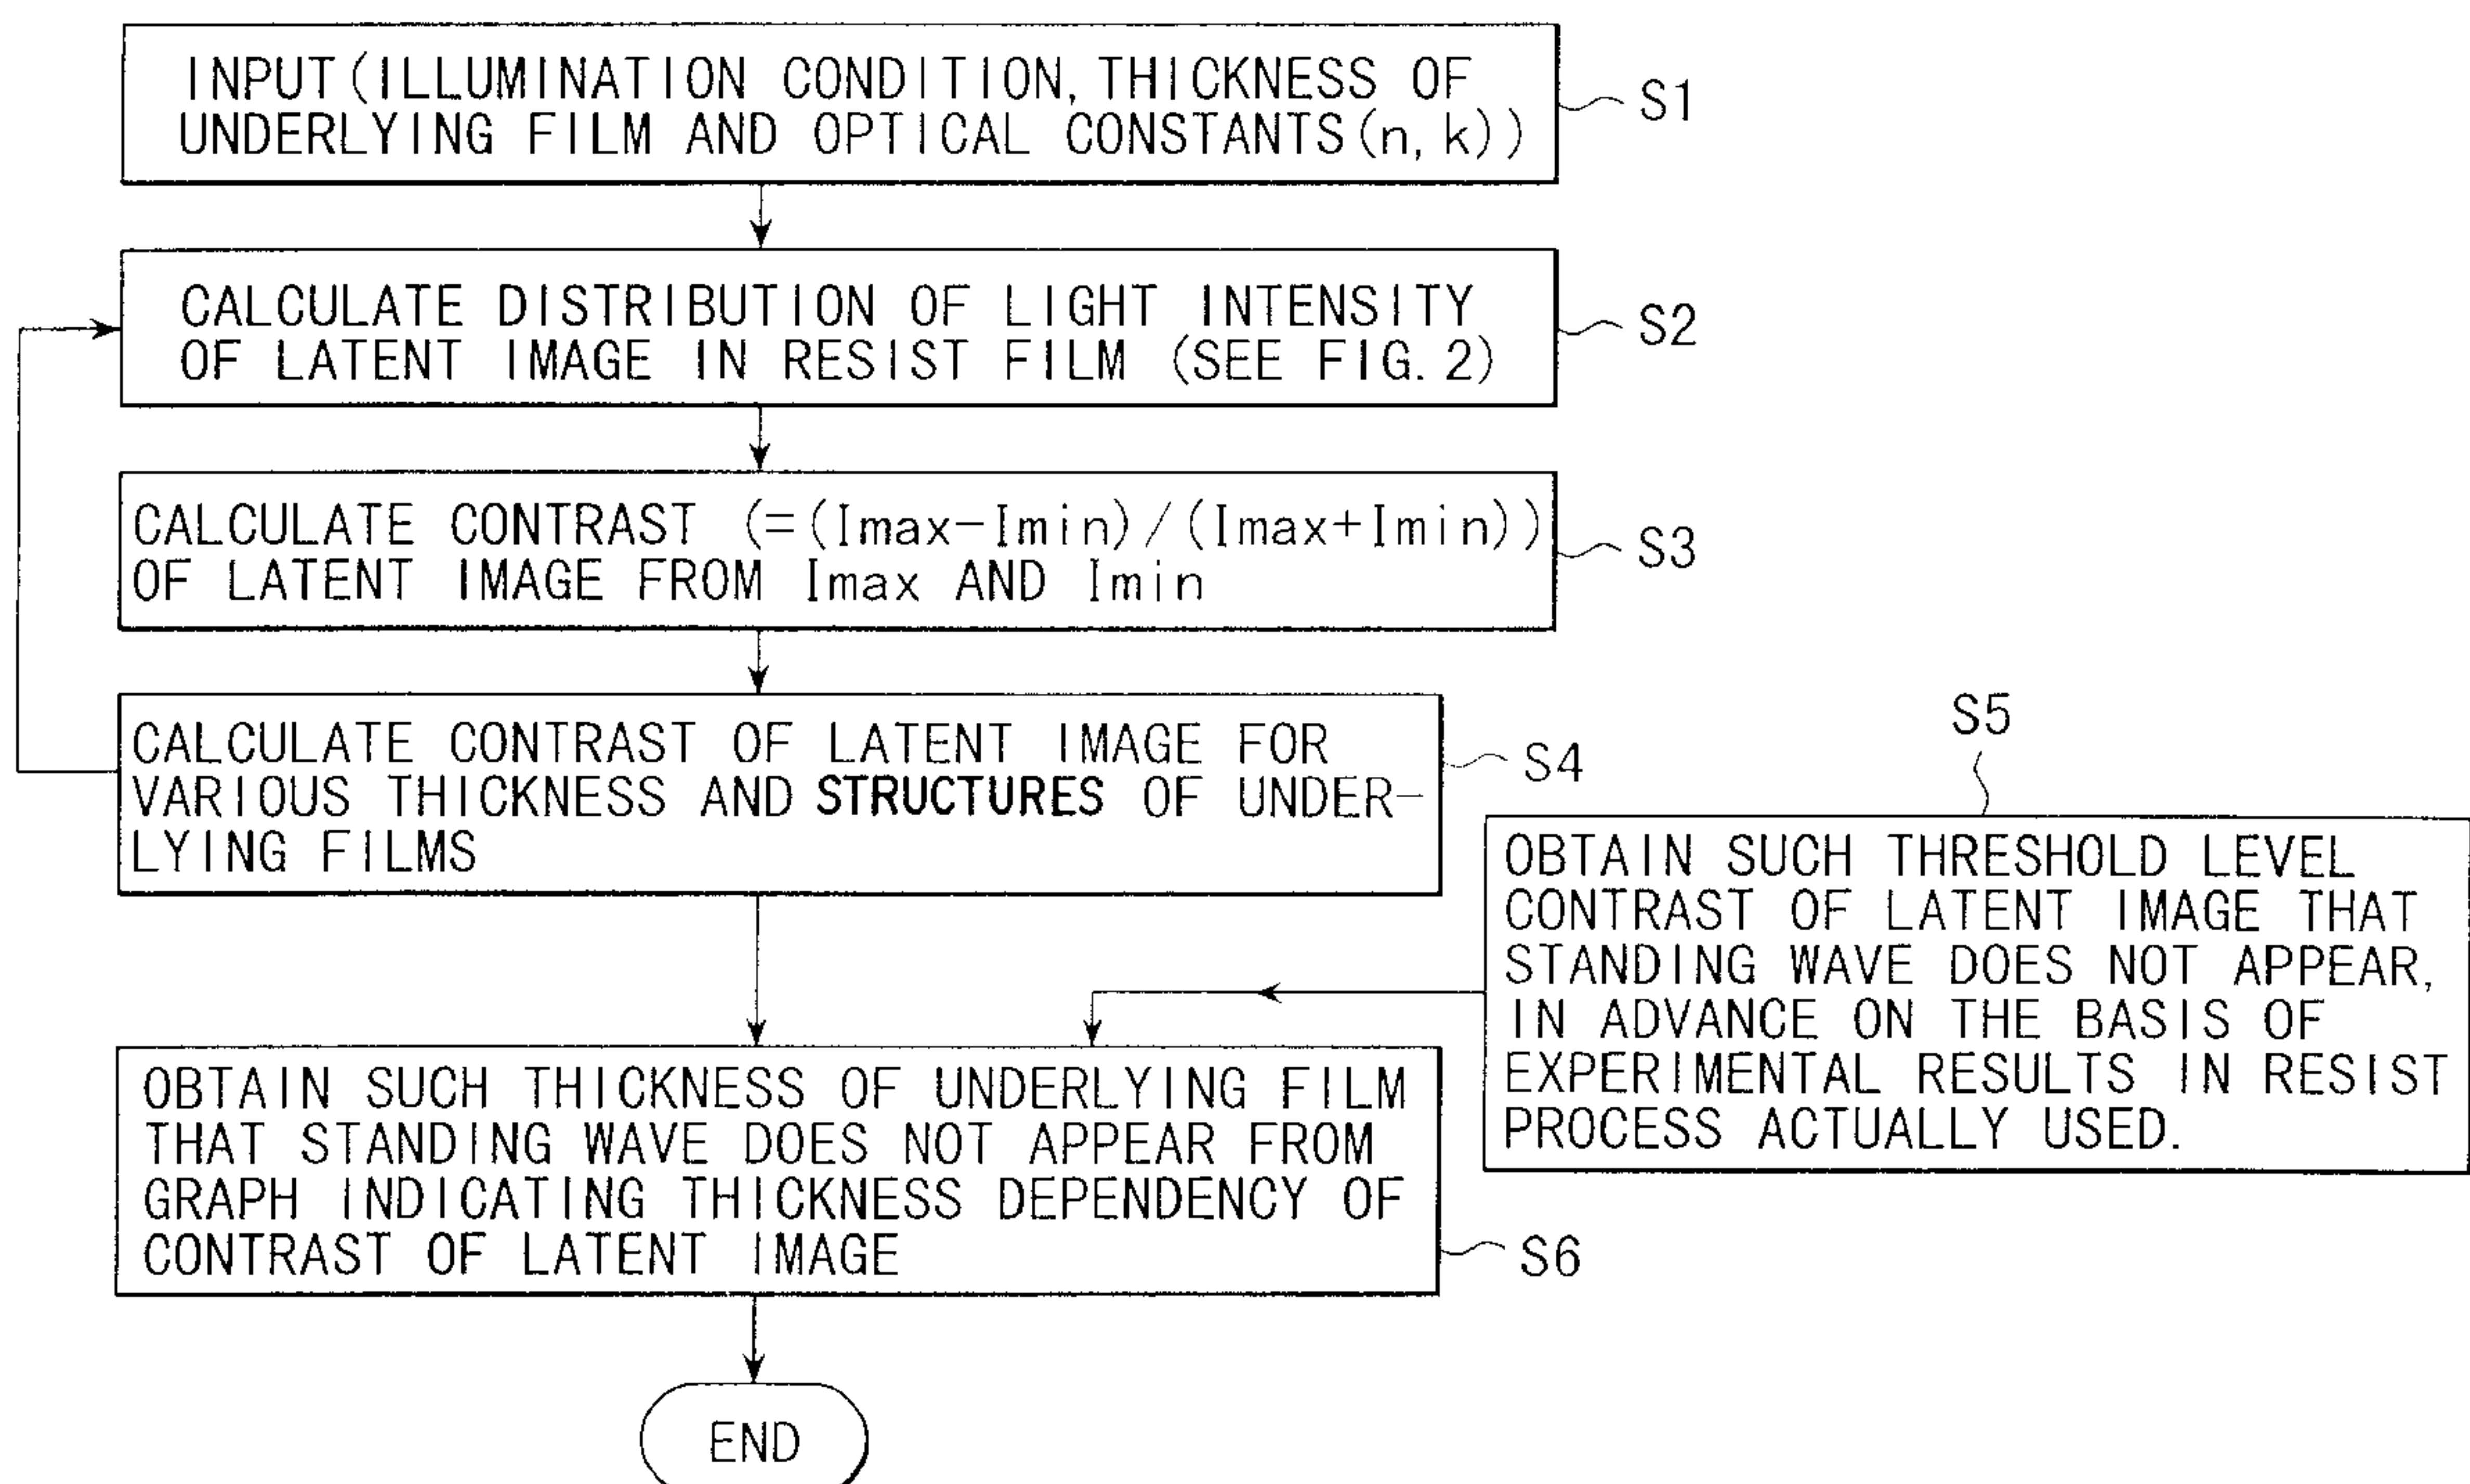 INPUT(ILLUMINATION CONDITION, THICKNESS OF
UNDERLYING FILM AND OPTICAL CONSTANTS(n, k))
S1
CALCULATE DISTRIBUTION OF LIGHT INTENSITY
OF LATENT IMAGE IN RESIST FILM (SEE FIG. 2)
S2
CALCULATE CONTRAST (=(Imax-Imin)/(Imax+Imin))
OF LATENT IMAGE FROM Imax AND Imin
S3
CALCULATE CONTRAST OF LATENT IMAGE FOR
VARIOUS THICKNESS AND STRUCTURES OF UNDER-
LYING FILMS
S4
S5
OBTAIN SUCH THRESHOLD LEVEL
CONTRAST OF LATENT IMAGE THAT
STANDING WAVE DOES NOT APPEAR,
IN ADVANCE ON THE BASIS OF
EXPERIMENTAL RESULTS IN RESIST
PROCESS ACTUALLY USED.
OBTAIN SUCH THICKNESS OF UNDERLYING FILM
THAT STANDING WAVE DOES NOT APPEAR FROM
GRAPH INDICATING THICKNESS DEPENDENCY OF
CONTRAST OF LATENT IMAGE
S6
END